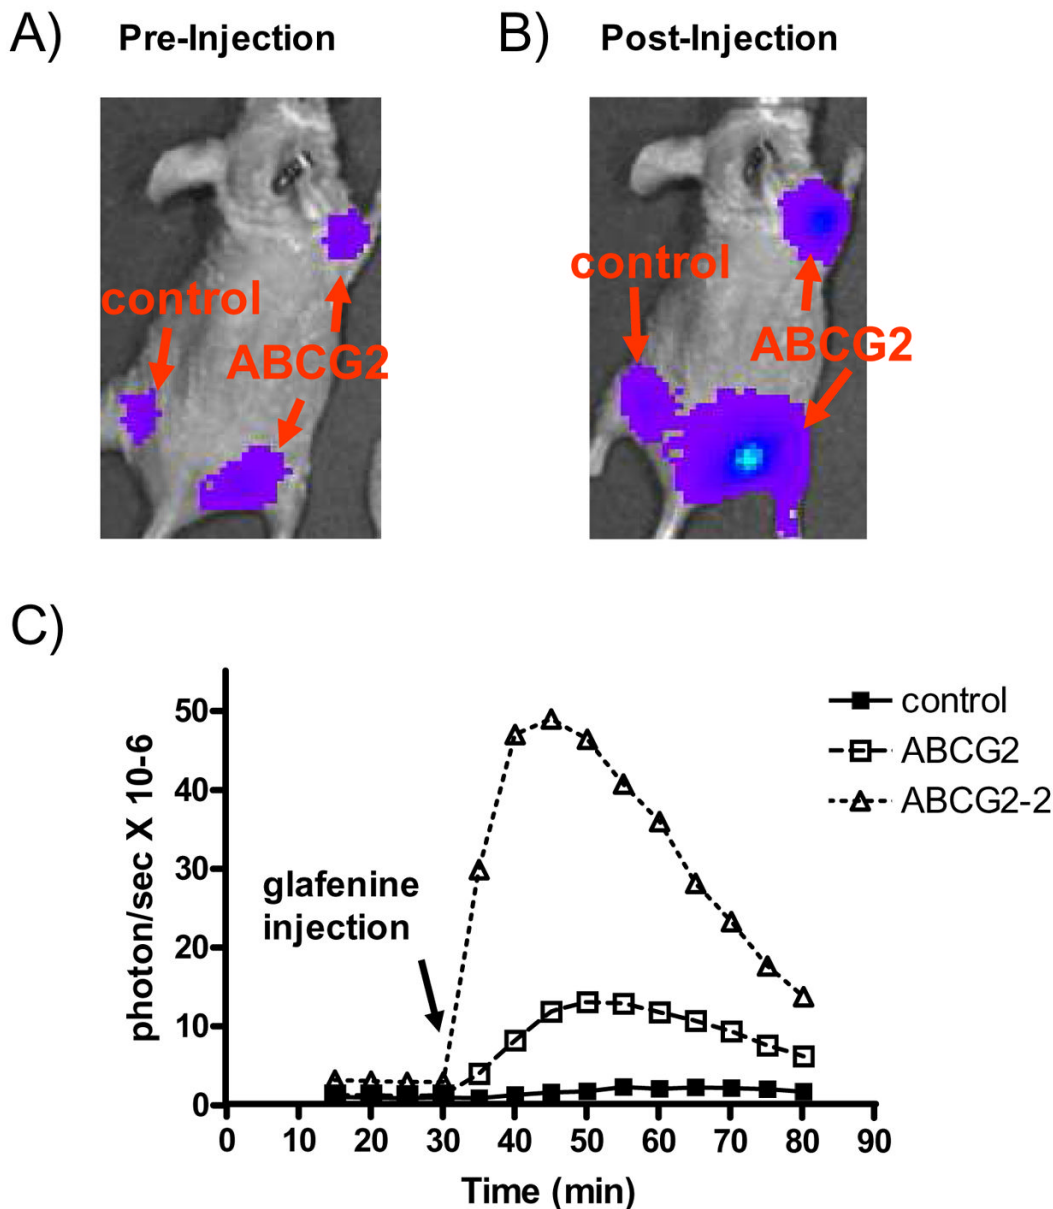 A) Pre-Injection
B) Post-Injection
control
ABCG2
control
ABCG2
C)
photon/sec X 10-6
50
40
30
20
10
0
glafenine
injection
control
ABCG2
ABCG2-2
0 10 20 30 40 50 60 70 80 90
Time (min)